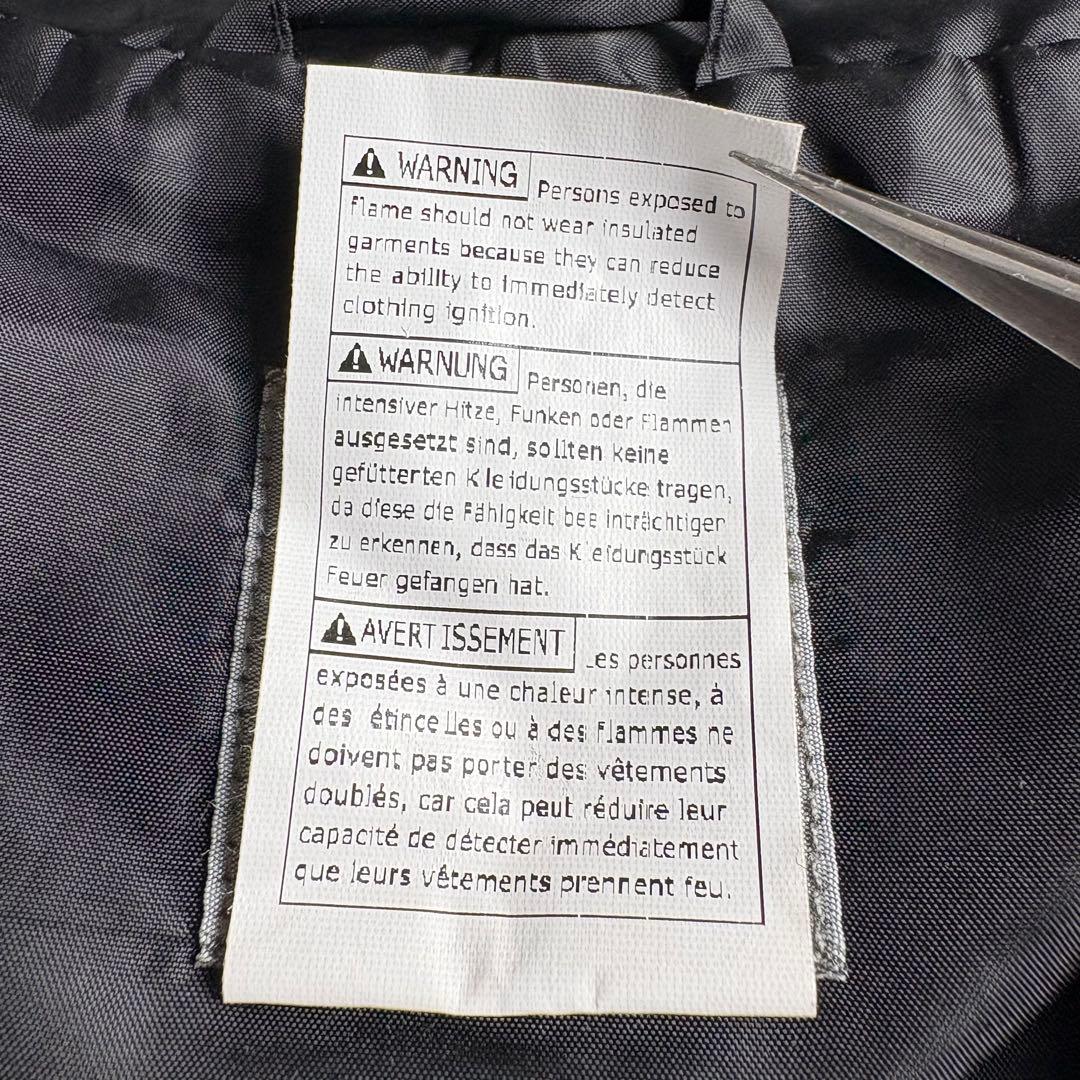 WARNING Persons exposed to
flame should not wear insulated
garments because they can reduce
the ability to immediately detect
clothing ignition.
WARNUNG Personen, die
intensiver Hitze, Funken oder Flammen
ausgesetzt sind, sollten keine
gefütterten Kleidungsstücke tragen,
da diese die Fähigkeit beeinträchtigen
zu erkennen, dass das Kleidungsstück
Feuer gefangen hat.
AVERTISSEMENT Les personnes
exposées à une chaleur intense, à
des étincelles ou à des flammes ne
doivent pas porter des vêtements
doublés, car cela peut réduire leur
capacité de détecter immédiatement
que leurs vêtements prennent feu.